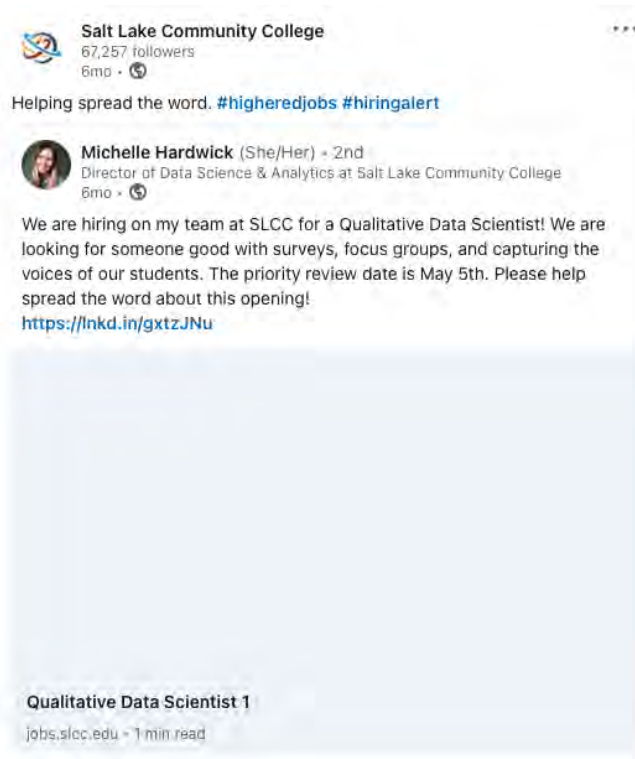 Salt Lake Community College
67,257 followers
6mo •
Helping spread the word. #higheredjobs #hiringalert
Michelle Hardwick (She/Her) • 2nd
Director of Data Science & Analytics at Salt Lake Community College
6mo •
We are hiring on my team at SLCC for a Qualitative Data Scientist! We are
looking for someone good with surveys, focus groups, and capturing the
voices of our students. The priority review date is May 5th. Please help
spread the word about this opening!
https://lnkd.in/gxtzJNu
Qualitative Data Scientist 1
jobs.slcc.edu • 1 min read